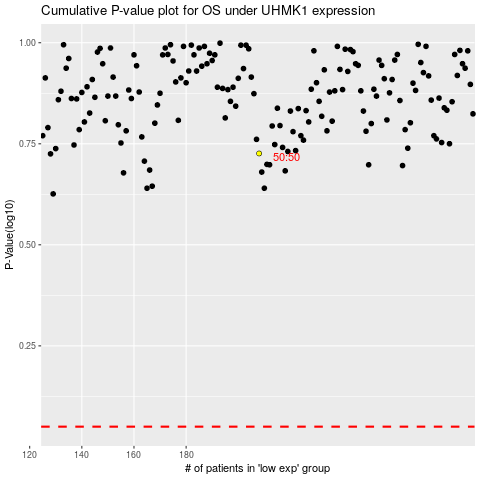 Cumulative P-value plot for OS under UHMK1 expression
P-Value(log10)
1.00
0.75
0.50
0.25
50:50
120 140 160 180
# of patients in 'low exp' group